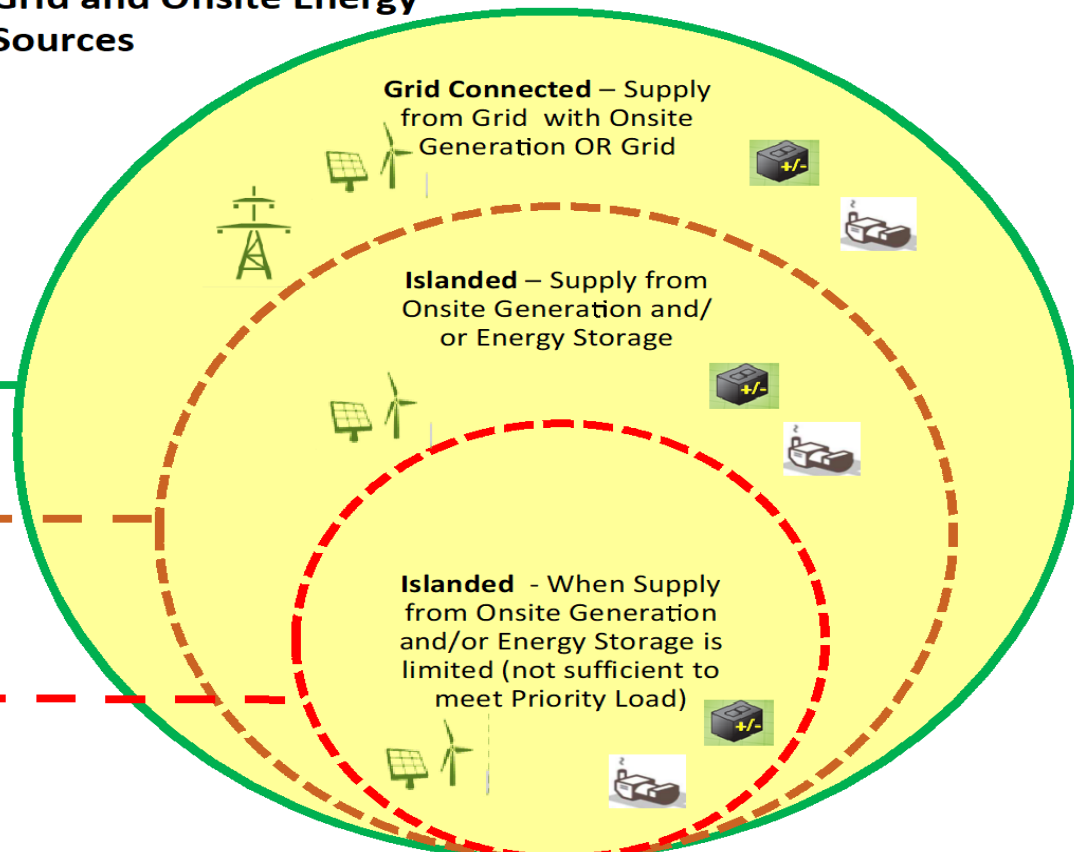 Grid and Onsite Energy
Sources
Grid Connected – Supply
from Grid with Onsite
Generation OR Grid
+/-
Islanded – Supply from
Onsite Generation and/
or Energy Storage
+/-
Islanded - When Supply
from Onsite Generation
and/or Energy Storage is
limited (not sufficient to
meet Priority Load)
+/-